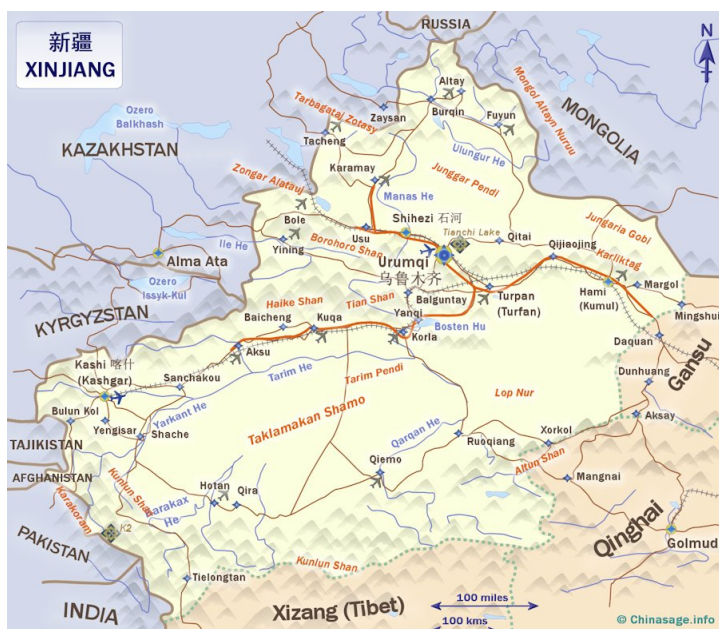 新疆
XINJIANG
RUSSIA
N
MONGOLIA
Mongol Altayn Nuruu
KAZAKHSTAN
Ozero
Balkhash
Tarbagataj Zotasy
Zaysan
Altay
Burqin
Fuyun
Tacheng
Ulungur He
Karamay
Junggar Pendi
Zongar Alatauj
Manas He
Bole
Shihezi 石河
Tianchi Lake
Jungaria Gobi
Usu
Qitai
Qijiaojing
Karliktag
Ile He
Yining
Borohoro Shan
Urumqi
乌鲁木齐
Alma Ata
Ozero
Issyk-Kul
Turpan
(Turfan)
Hami
(Kumul)
Margol
Mingshui
Haike Shan
Tian Shan
Balguntay
KYRGYZSTAN
Baicheng
Kuqa
Yanqi
Bosten Hu
Korla
Daquan
Gansu
Aksu
Kashi 喀什
(Kashgar)
Sanchakou
Tarim He
Tarim Pendi
Dunhuang
Lop Nur
Bulun Kol
Yarkant He
Taklamakan Shamo
Aksay
Yengisar
Shache
Qarqan He
Ruoqiang
Xorkol
TAJIKISTAN
Altun Shan
AFGHANISTAN
Kunlun Shan
Qiemo
Mangnai
Karakoram
Hotan
Qira
Karakax
He
K2
Qinghai
Golmud
PAKISTAN
Kunlun Shan
Tielongtan
INDIA
Xizang (Tibet)
100 miles
100 kms
© Chinasage.info